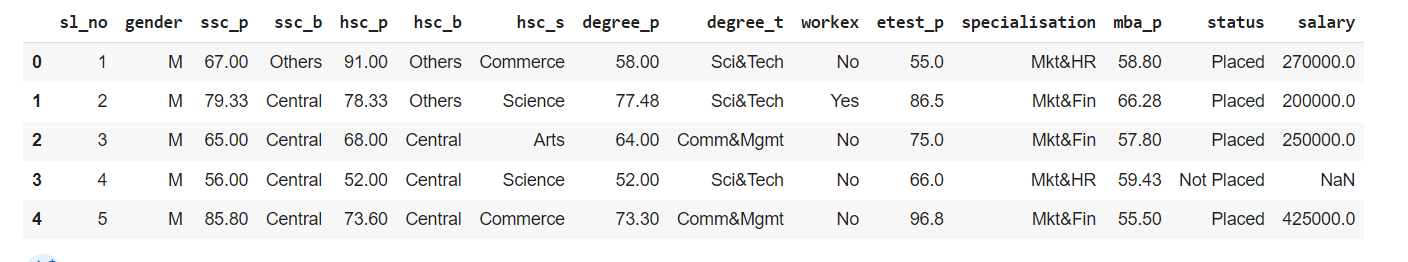 sl_no gender ssc_p ssc_b hsc_p hsc_b hsc_s degree_p degree_t workex etest_p specialisation mba_p status salary
0 1 M 67.00 Others 91.00 Others Commerce 58.00 Sci&Tech No 55.0 Mkt&HR 58.80 Placed 270000.0
1 2 M 79.33 Central 78.33 Others Science 77.48 Sci&Tech Yes 86.5 Mkt&Fin 66.28 Placed 200000.0
2 3 M 65.00 Central 68.00 Central Arts 64.00 Comm&Mgmt No 75.0 Mkt&Fin 57.80 Placed 250000.0
3 4 M 56.00 Central 52.00 Central Science 52.00 Sci&Tech No 66.0 Mkt&HR 59.43 Not Placed NaN
4 5 M 85.80 Central 73.60 Central Commerce 73.30 Comm&Mgmt No 96.8 Mkt&Fin 55.50 Placed 425000.0